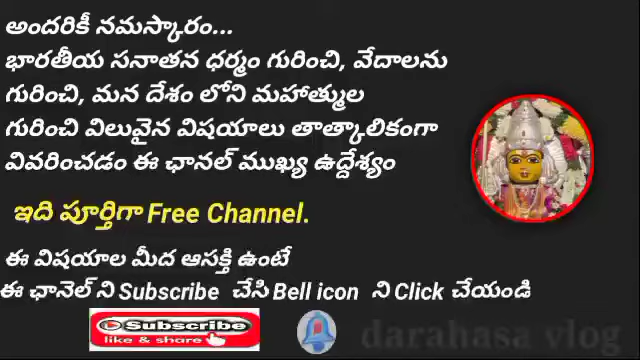 అందరికీ నమస్కారం...
భారతీయ సనాతన ధర్మం గురించి, వేదాలను
గురించి, మన దేశం లోని మహాత్ముల
గురించి విలువైన విషయాలు తాత్కాలికంగా
వివరించడం ఈ ఛానల్ ముఖ్య ఉద్దేశ్యం
ఇది పూర్తిగా Free Channel.
ఈ విషయాల మీద ఆసక్తి ఉంటే
ఈ ఛానెల్ ని Subscribe చేసి Bell icon ని Click చేయండి
Subscribe
like & share
darahasa vlog